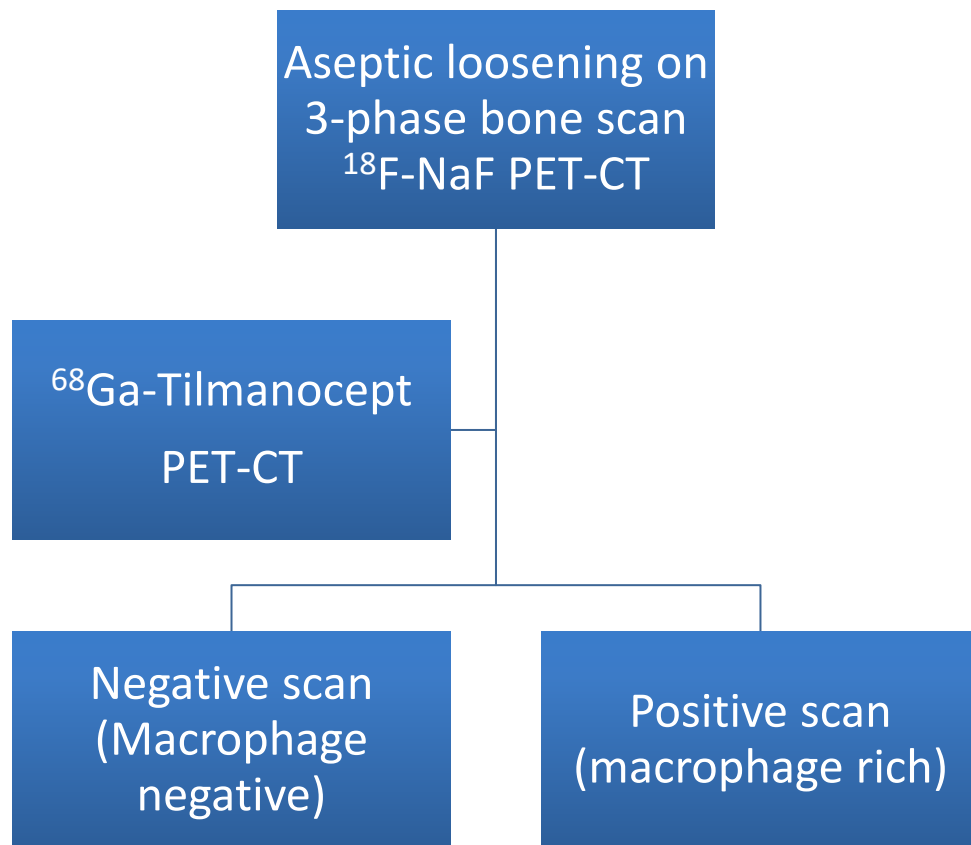 Aseptic loosening on
3-phase bone scan
¹⁸F-NaF PET-CT
⁶⁸Ga-Tilmanocept
PET-CT
Negative scan
(Macrophage
negative)
Positive scan
(macrophage rich)